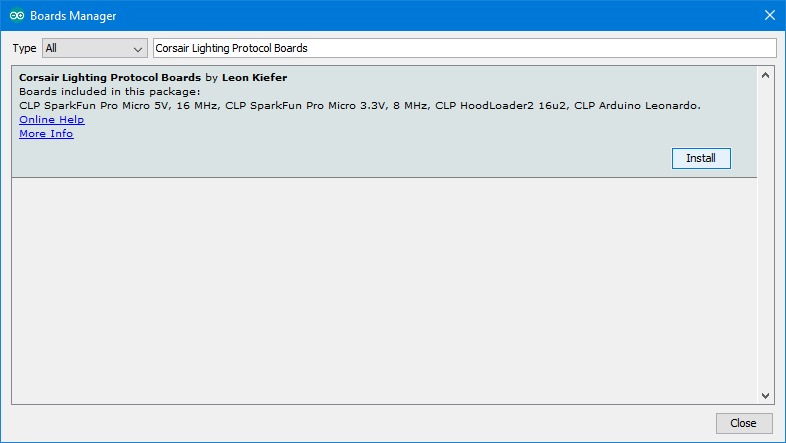 Boards Manager
Type All Corsair Lighting Protocol Boards
Corsair Lighting Protocol Boards by Leon Kiefer
Boards included in this package:
CLP SparkFun Pro Micro 5V, 16 MHz, CLP SparkFun Pro Micro 3.3V, 8 MHz, CLP HoodLoader2 16u2, CLP Arduino Leonardo.
Online Help
More Info
Install
Close